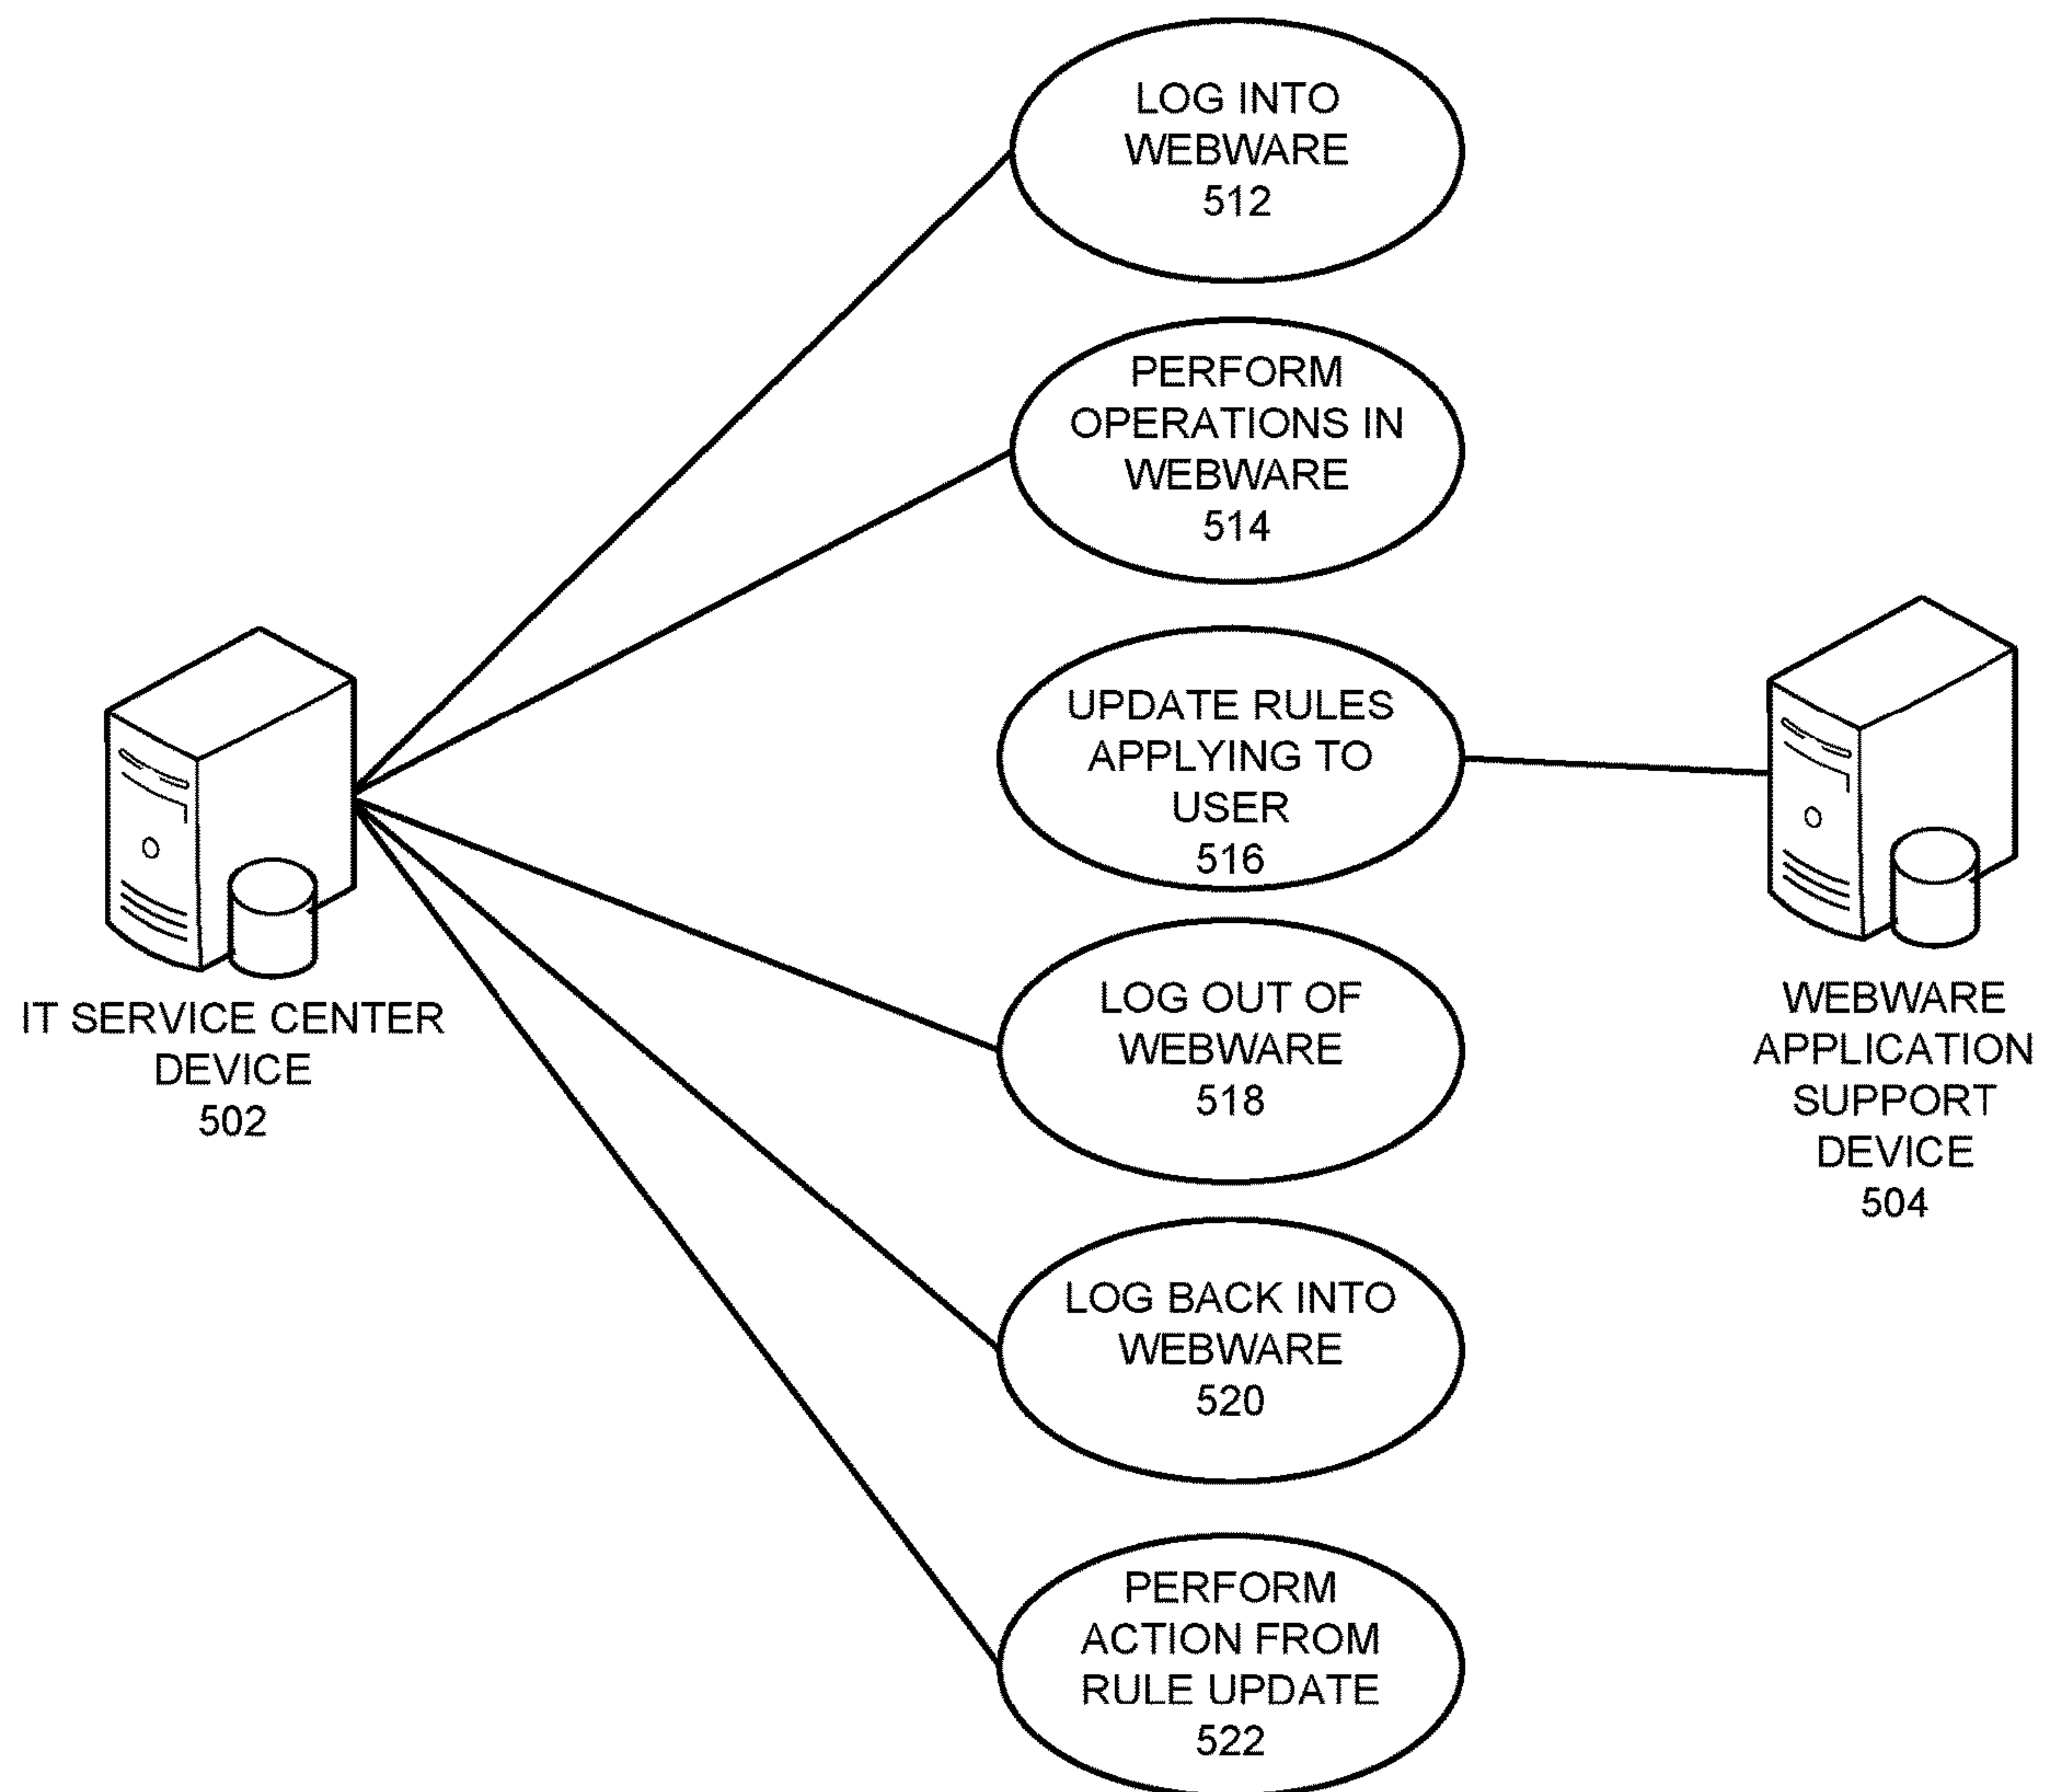 LOG INTO
WEBWARE
512
PERFORM
OPERATIONS IN
WEBWARE
514
UPDATE RULES
APPLYING TO
USER
516
LOG OUT OF
WEBWARE
518
LOG BACK INTO
WEBWARE
520
PERFORM
ACTION FROM
RULE UPDATE
522
IT SERVICE CENTER
DEVICE
502
WEBWARE
APPLICATION
SUPPORT
DEVICE
504